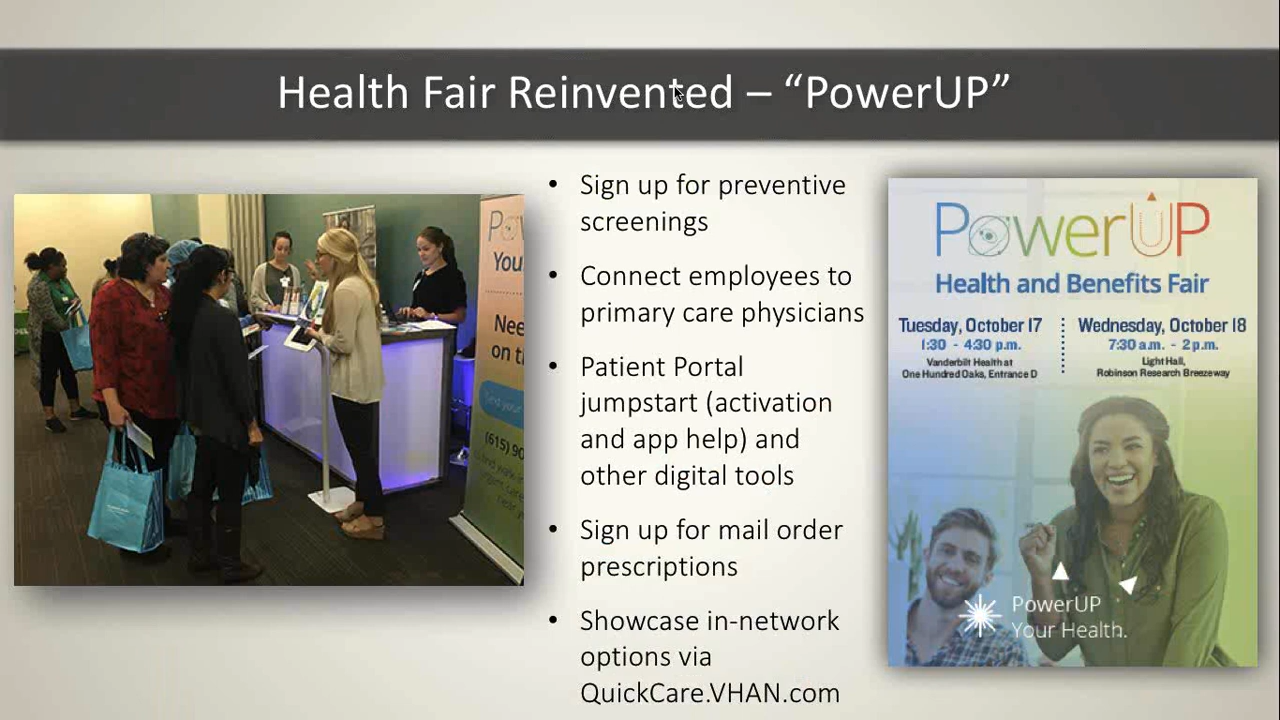 Health Fair Reinvented – “PowerUP”
• Sign up for preventive
screenings
• Connect employees to
primary care physicians
• Patient Portal
jumpstart (activation
and app help) and
other digital tools
• Sign up for mail order
prescriptions
• Showcase in-network
options via
QuickCare.VHAN.com
You
Nee
on t
(615) 90
PowerUP
Health and Benefits Fair
Tuesday, October 17
1:30 - 4:30 p.m.
Vanderbilt Health at
One Hundred Oaks, Entrance D
Wednesday, October 18
7:30 a.m. - 2 p.m.
Light Hall,
Robinson Research Breezeway
PowerUP
Your Health.